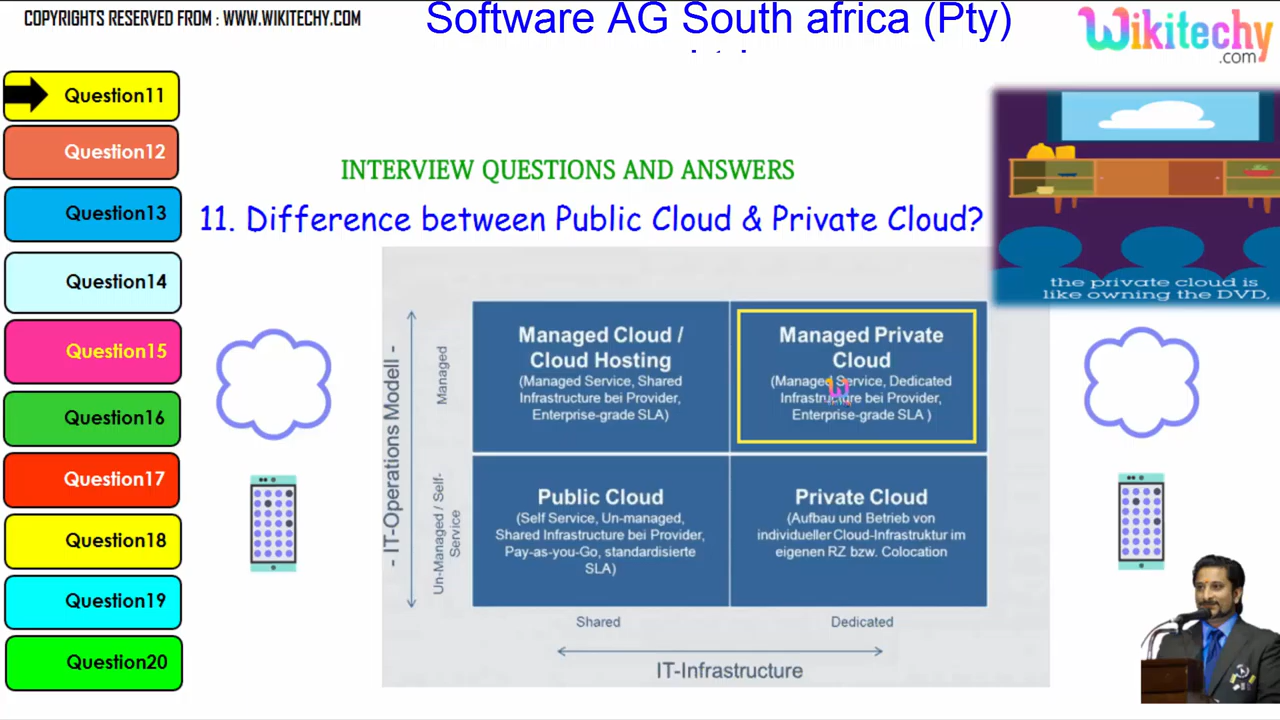 COPYRIGHTS RESERVED FROM : WWW.WIKITECHY.COM
Software AG South africa (Pty)
Wikitechy
.com
Question11
Question12
Question13
Question14
Question15
Question16
Question17
Question18
Question19
Question20
INTERVIEW QUESTIONS AND ANSWERS
11. Difference between Public Cloud & Private Cloud?
the private cloud is
like owning the DVD,
- IT-Operations Modell -
Managed
Un-Managed / Self-
Service
Managed Cloud /
Cloud Hosting
(Managed Service, Shared
Infrastructure bei Provider,
Enterprise-grade SLA)
Managed Private
Cloud
(Managed Service, Dedicated
Infrastructure bei Provider,
Enterprise-grade SLA )
Public Cloud
(Self Service, Un-managed,
Shared Infrastructure bei Provider,
Pay-as-you-Go, standardisierte
SLA)
Private Cloud
(Aufbau und Betrieb von
individueller Cloud-Infrastruktur im
eigenen RZ bzw. Colocation
Shared
Dedicated
IT-Infrastructure